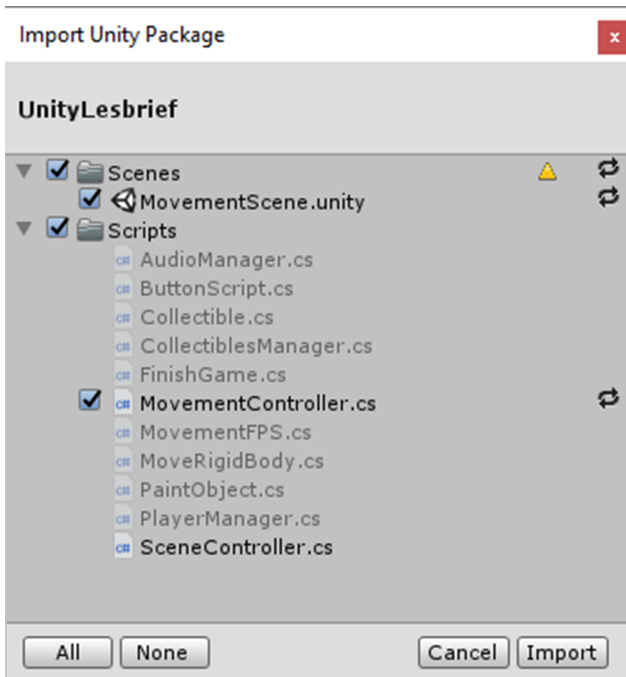 Import Unity Package
x
UnityLesbrief
Scenes
MovementScene.unity
Scripts
c# AudioManager.cs
c# ButtonScript.cs
c# Collectible.cs
c# CollectiblesManager.cs
c# FinishGame.cs
c# MovementController.cs
c# MovementFPS.cs
c# MoveRigidBody.cs
c# PaintObject.cs
c# PlayerManager.cs
c# SceneController.cs
All None Cancel Import